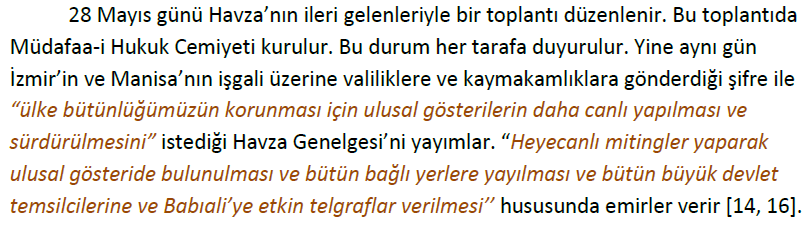 28 Mayıs günü Havza’nın ileri gelenleriyle bir toplantı düzenlenir. Bu toplantıda
Müdafaa-i Hukuk Cemiyeti kurulur. Bu durum her tarafa duyurulur. Yine aynı gün
İzmir’in ve Manisa’nın işgali üzerine valiliklere ve kaymakamlıklara gönderdiği şifre ile
“ülke bütünlüğümüzün korunması için ulusal gösterilerin daha canlı yapılması ve
sürdürülmesini” istediği Havza Genelgesi’ni yayımlar. “Heyecanlı mitingler yaparak
ulusal gösteride bulunulması ve bütün bağlı yerlere yayılması ve bütün büyük devlet
temsilcilerine ve Babıali’ye etkin telgraflar verilmesi’’ hususunda emirler verir [14, 16].